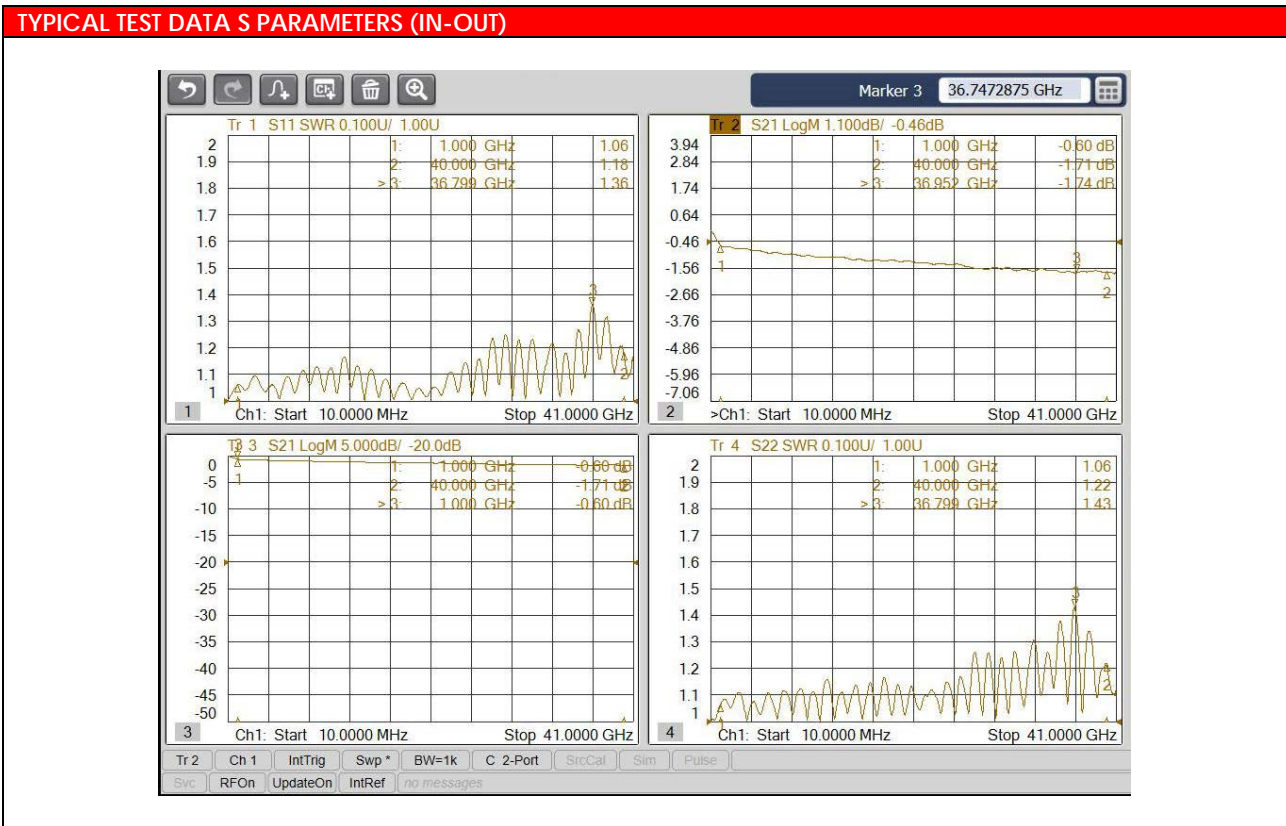 TYPICAL TEST DATA S PARAMETERS (IN-OUT)
Marker 3 36.7472875 GHz
Tr 1 S11 SWR 0.100U/ 1.00U
1: 1.000 GHz 1.06
2: 40.000 GHz 1.18
> 3: 36.799 GHz 1.36
2
1.9
1.8
1.7
1.6
1.5
1.4
1.3
1.2
1.1
1
3
1
2
1 Ch1: Start 10.0000 MHz Stop 41.0000 GHz
Tr 2 S21 LogM 1.100dB/ -0.46dB
1: 1.000 GHz -0.60 dB
2: 40.000 GHz -1.71 dB
> 3: 36.952 GHz -1.74 dB
3.94
2.84
1.74
0.64
-0.46
-1.56
-2.66
-3.76
-4.86
-5.96
-7.06
1
3
2
2 >Ch1: Start 10.0000 MHz Stop 41.0000 GHz
Tr 3 S21 LogM 5.000dB/ -20.0dB
1: 1.000 GHz -0.60 dB
2: 40.000 GHz -1.71 dB
> 3: 1.000 GHz -0.60 dB
0
-5
-10
-15
-20
-25
-30
-35
-40
-45
-50
3
1
2
3 Ch1: Start 10.0000 MHz Stop 41.0000 GHz
Tr 4 S22 SWR 0.100U/ 1.00U
1: 1.000 GHz 1.06
2: 40.000 GHz 1.22
> 3: 36.799 GHz 1.43
2
1.9
1.8
1.7
1.6
1.5
1.4
1.3
1.2
1.1
1
3
1
2
4 Ch1: Start 10.0000 MHz Stop 41.0000 GHz
Tr 2 Ch 1 IntTrig Swp * BW=1k C 2-Port SrcCal Sim Pulse
Svc RFOn UpdateOn IntRef no messages